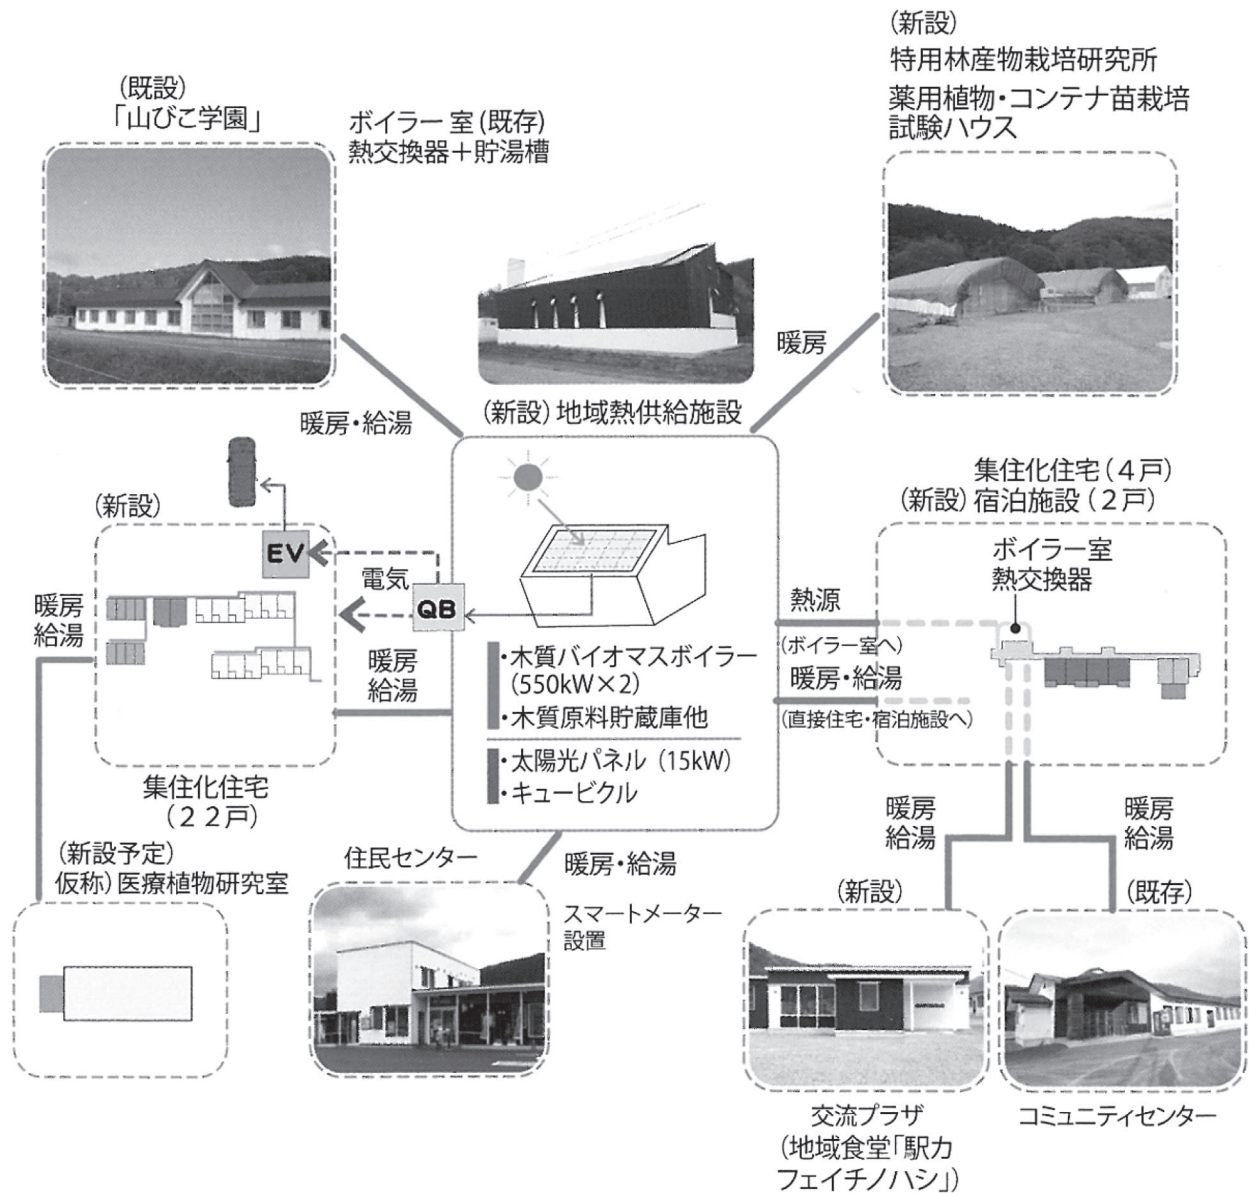 (既設)
「山びこ学園」
ボイラー室(既存)
熱交換器＋貯湯槽
(新設)
特用林産物栽培研究所
薬用植物・コンテナ苗栽培
試験ハウス
暖房
(新設)地域熱供給施設
暖房・給湯
(新設)
EV
電気
QB
暖房
給湯
暖房
給湯
集住化住宅
(22戸)
・木質バイオマスボイラー
(550kW×2)
・木質原料貯蔵庫他
・太陽光パネル(15kW)
・キュービクル
集住化住宅(4戸)
(新設)宿泊施設(2戸)
ボイラー室
熱交換器
熱源
(ボイラー室へ)
暖房・給湯
(直接住宅・宿泊施設へ)
暖房
給湯
暖房
給湯
(新設予定)
仮称)医療植物研究室
住民センター
暖房・給湯
スマートメーター
設置
(新設)
(既存)
交流プラザ
(地域食堂「駅カ
フェイチノハシ」)
コミュニティセンター